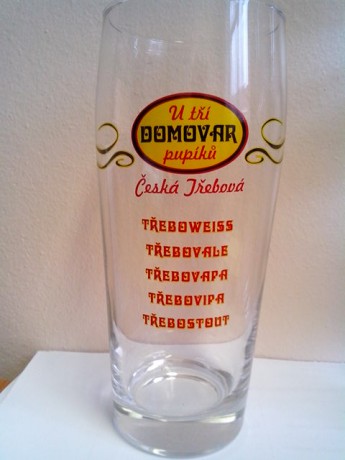 U tří
DOMOVAR
pupíků
Česká Třebová
TŘEBOWEISS
TŘEBOVALE
TŘEBOVAPA
TŘEBOVIPA
TŘEBOSTOUT